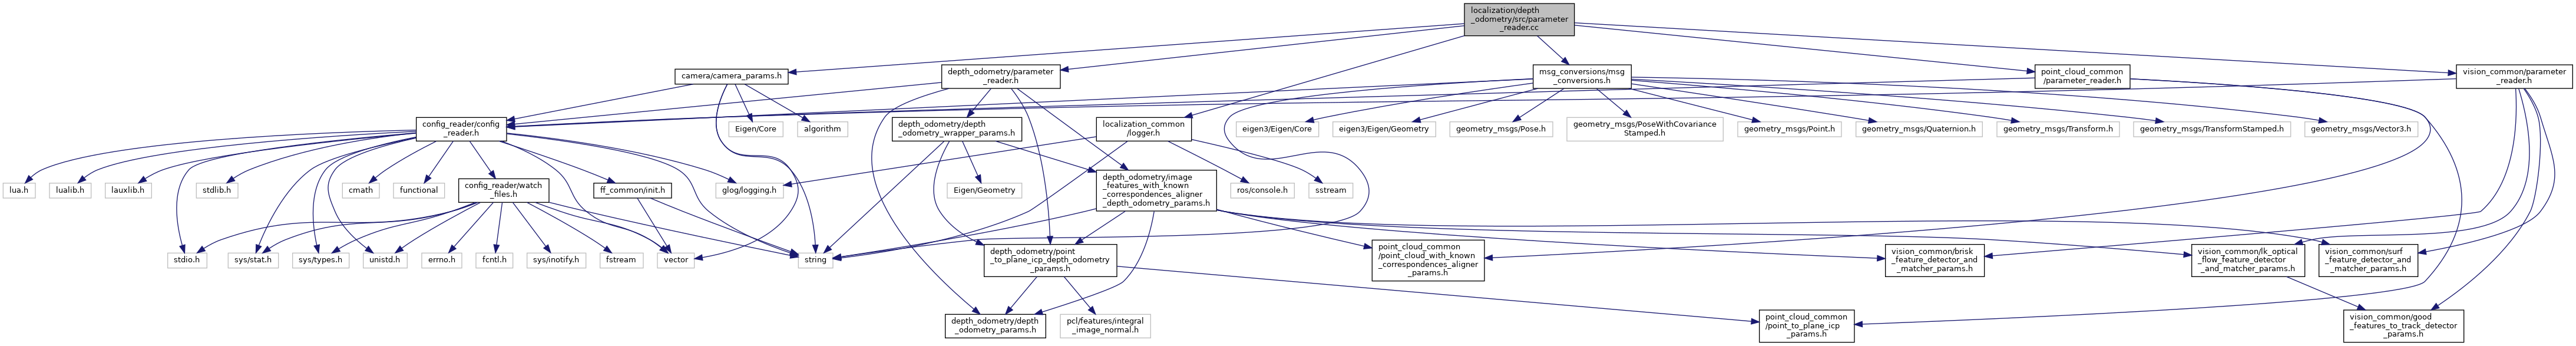 localization/depth
_odometry/src/parameter
_reader.cc
camera/camera_params.h
depth_odometry/parameter
_reader.h
msg_conversions/msg
_conversions.h
point_cloud_common
/parameter_reader.h
vision_common/parameter
_reader.h
config_reader/config
_reader.h
Eigen/Core
algorithm
depth_odometry/depth
_odometry_wrapper_params.h
localization_common
/logger.h
eigen3/Eigen/Core
eigen3/Eigen/Geometry
geometry_msgs/Pose.h
geometry_msgs/PoseWithCovariance
Stamped.h
geometry_msgs/Point.h
geometry_msgs/Quaternion.h
geometry_msgs/Transform.h
geometry_msgs/TransformStamped.h
geometry_msgs/Vector3.h
lua.h
lualib.h
lauxlib.h
stdlib.h
cmath
functional
config_reader/watch
_files.h
ff_common/init.h
glog/logging.h
Eigen/Geometry
depth_odometry/image
_features_with_known
_correspondences_aligner
_depth_odometry_params.h
ros/console.h
sstream
stdio.h
sys/stat.h
sys/types.h
unistd.h
errno.h
fcntl.h
sys/inotify.h
fstream
vector
string
depth_odometry/point
_to_plane_icp_depth_odometry
_params.h
point_cloud_common
/point_cloud_with_known
_correspondences_aligner
_params.h
vision_common/brisk
_feature_detector_and
_matcher_params.h
vision_common/lk_optical
_flow_feature_detector
_and_matcher_params.h
vision_common/surf
_feature_detector_and
_matcher_params.h
depth_odometry/depth
_odometry_params.h
pcl/features/integral
_image_normal.h
point_cloud_common
/point_to_plane_icp
_params.h
vision_common/good
_features_to_track_detector
_params.h